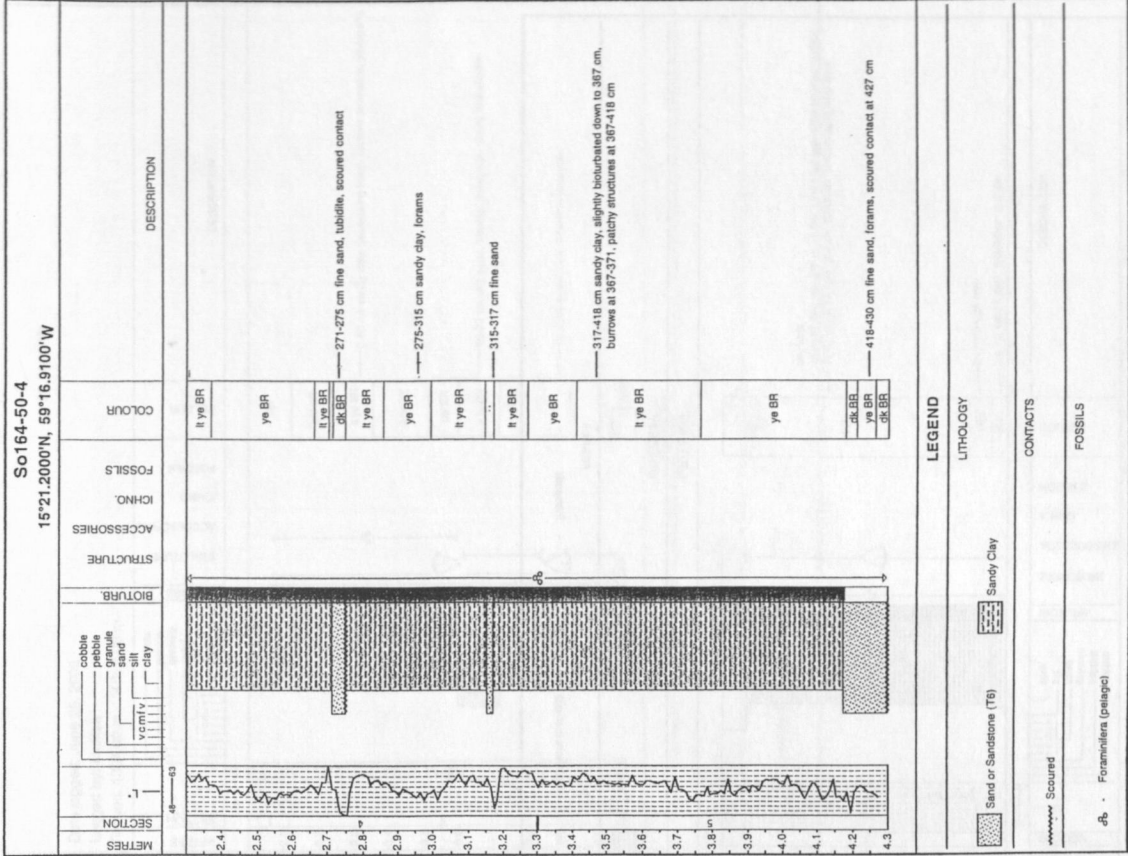 So164-50-4
15°21.2000'N, 59°16.9100'W
METRES
SECTION
L*
48
63
cobble
pebble
granule
sand
silt
clay
v c m f v
BIOTURB.
STRUCTURE
ACCESSORIES
ICHNO.
FOSSILS
COLOUR
DESCRIPTION
2.4
2.5
2.6
2.7
2.8
2.9
3.0
3.1
3.2
3.3
3.4
3.5
3.6
3.7
3.8
3.9
4.0
4.1
4.2
4.3
4
5
lt ye BR
ye BR
lt ye BR
dk BR
lt ye BR
ye BR
lt ye BR
lt ye BR
ye BR
lt ye BR
ye BR
dk BR
ye BR
dk BR
271-275 cm fine sand, tubidite, scoured contact
275-315 cm sandy clay, forams
315-317 cm fine sand
317-418 cm sandy clay, slightly bioturbated down to 367 cm,
burrows at 367-371, patchy structures at 367-418 cm
418-430 cm fine sand, forams, scoured contact at 427 cm
LEGEND
LITHOLOGY
Sand or Sandstone (T6)
Sandy Clay
CONTACTS
Scoured
FOSSILS
Foraminifera (pelagic)